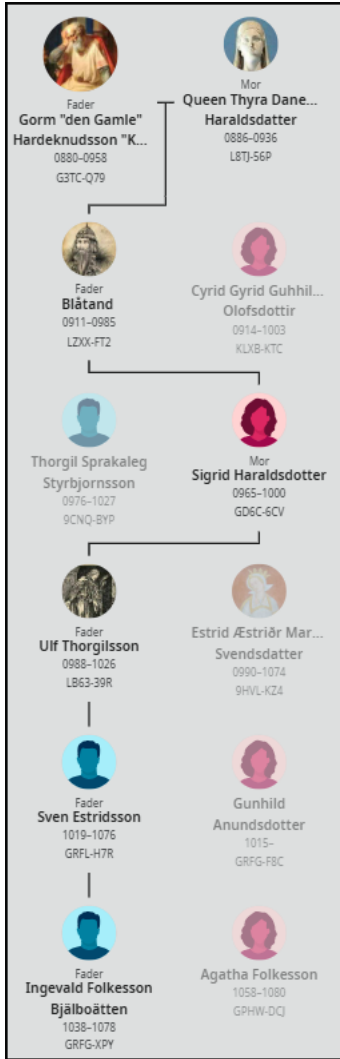 Fader
Gorm "den Gamle"
Hardeknudsson "K...
0880–0958
G3TC-Q79
Mor
Queen Thyra Dane...
Haraldsdatter
0886–0936
L8TJ-56P
Fader
Blåtand
0911–0985
LZXX-FT2
Cyrid Gyrid Guhhil...
Olofsdottir
0914–1003
KLXB-KTC
Thorgil Sprakaleg
Styrbjornsson
0976–1027
9CNQ-BYP
Mor
Sigrid Haraldsdotter
0965–1000
GD6C-6CV
Fader
Ulf Thorgilsson
0988–1026
LB63-39R
Estrid Æstriðr Mar...
Svendsdatter
0990–1074
9HVL-KZ4
Fader
Sven Estridsson
1019–1076
GRFL-H7R
Gunhild
Anundsdotter
1015–
GRFG-F8C
Fader
Ingevald Folkesson
Bjälboätten
1038–1078
GRFG-XPY
Agatha Folkesson
1058–1080
GPHW-DCJ